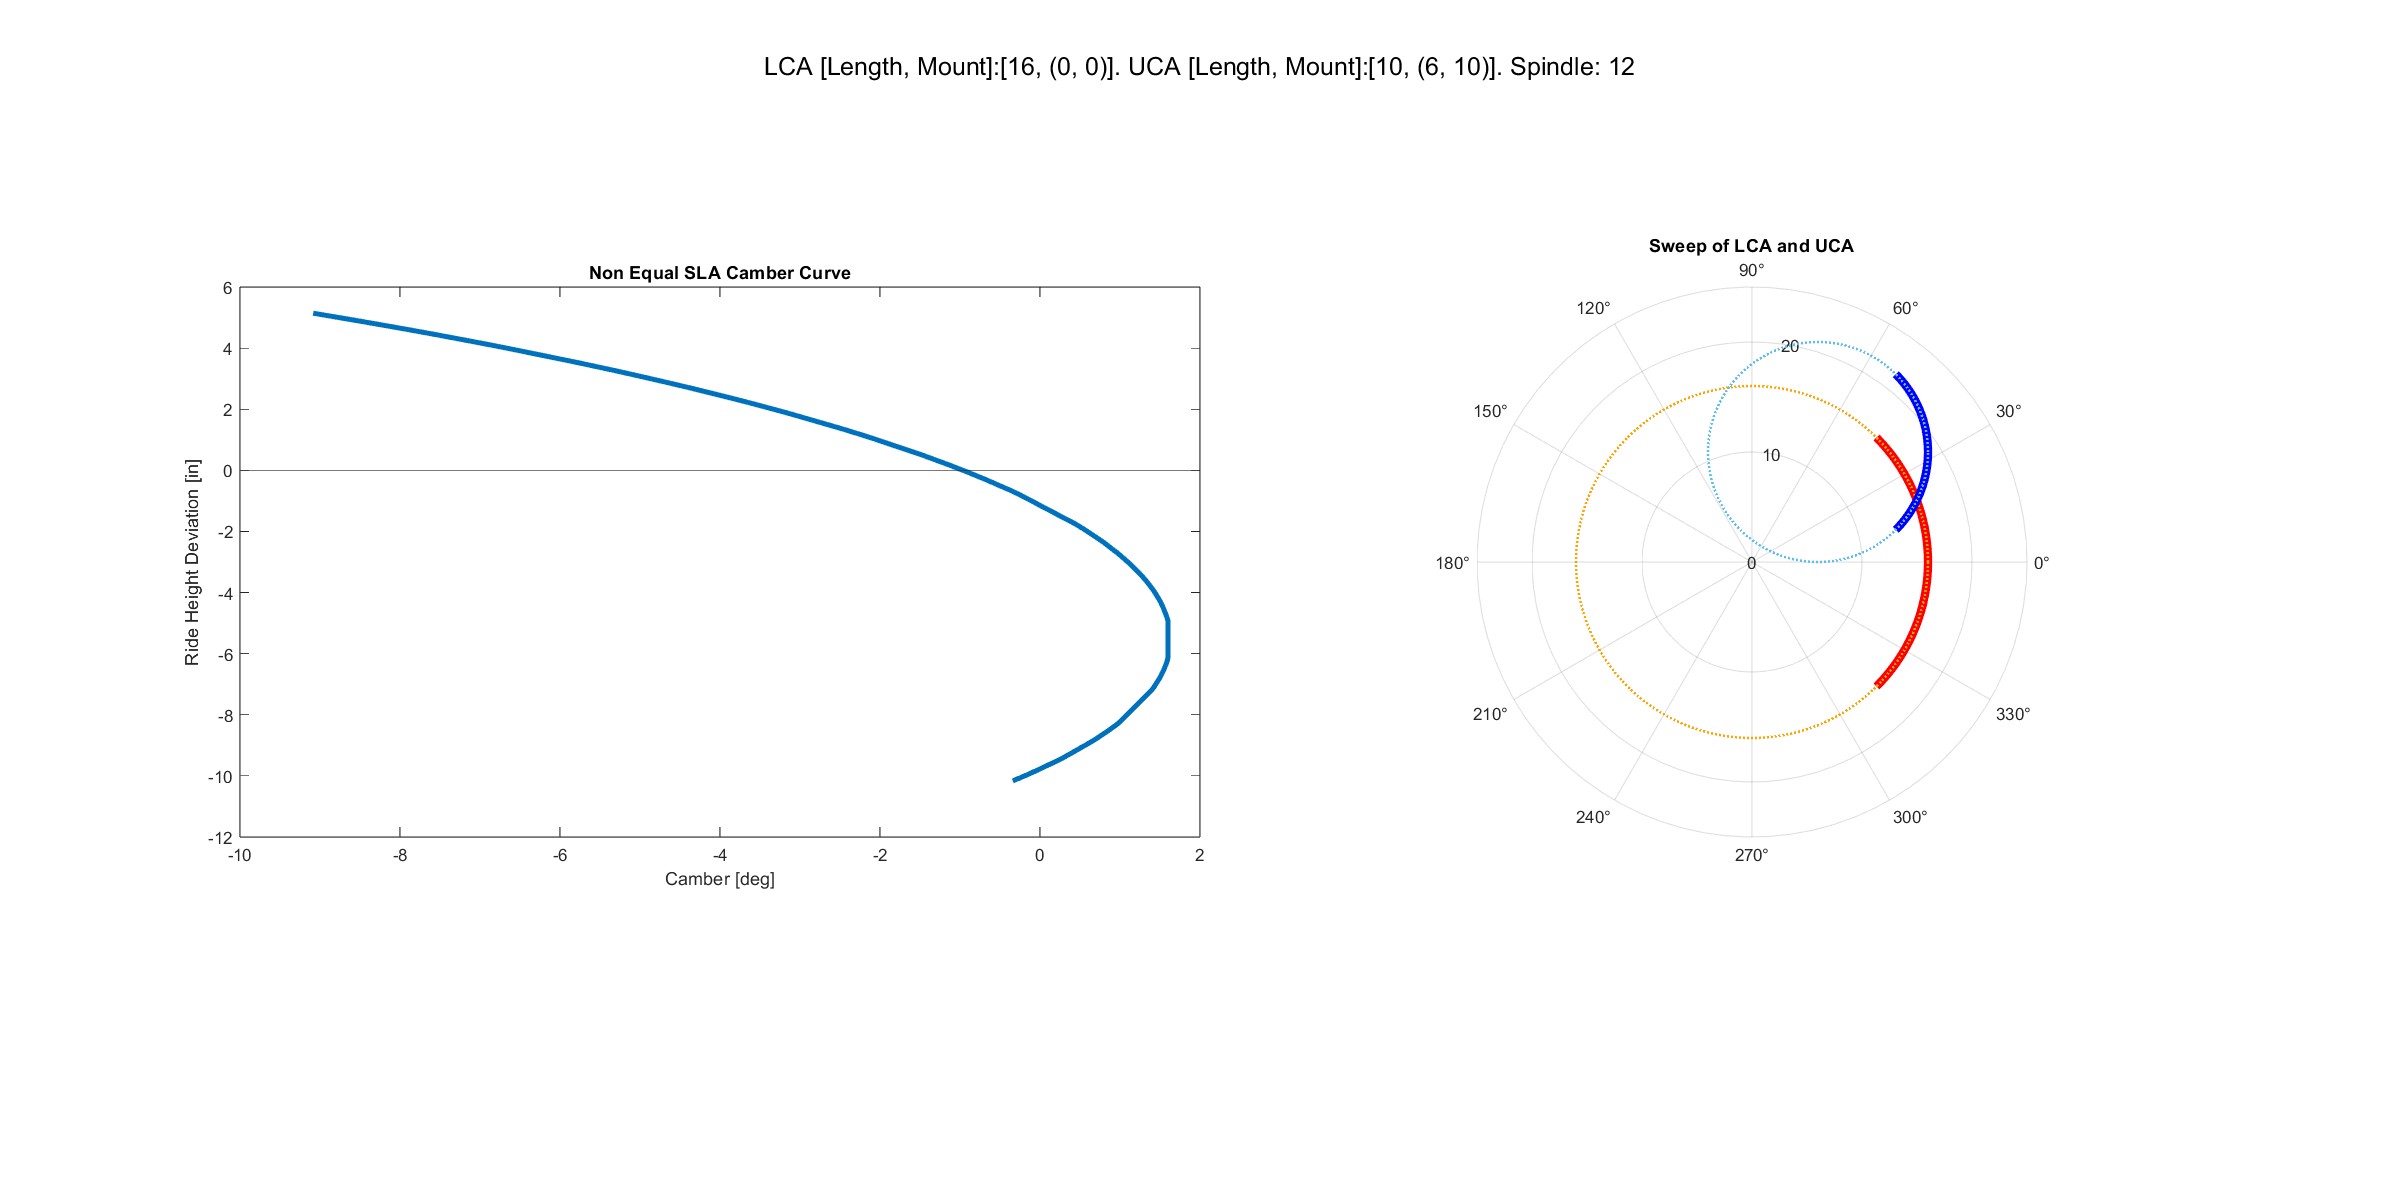 LCA [Length, Mount]:[16, (0, 0)]. UCA [Length, Mount]:[10, (6, 10)]. Spindle: 12
Non Equal SLA Camber Curve
6
4
2
0
-2
-4
-6
-8
-10
-12
Ride Height Deviation [in]
-10 -8 -6 -4 -2 0 2
Camber [deg]
Sweep of LCA and UCA
90°
120° 60°
20
150° 30°
10
180° 0 0°
210° 330°
240° 300°
270°